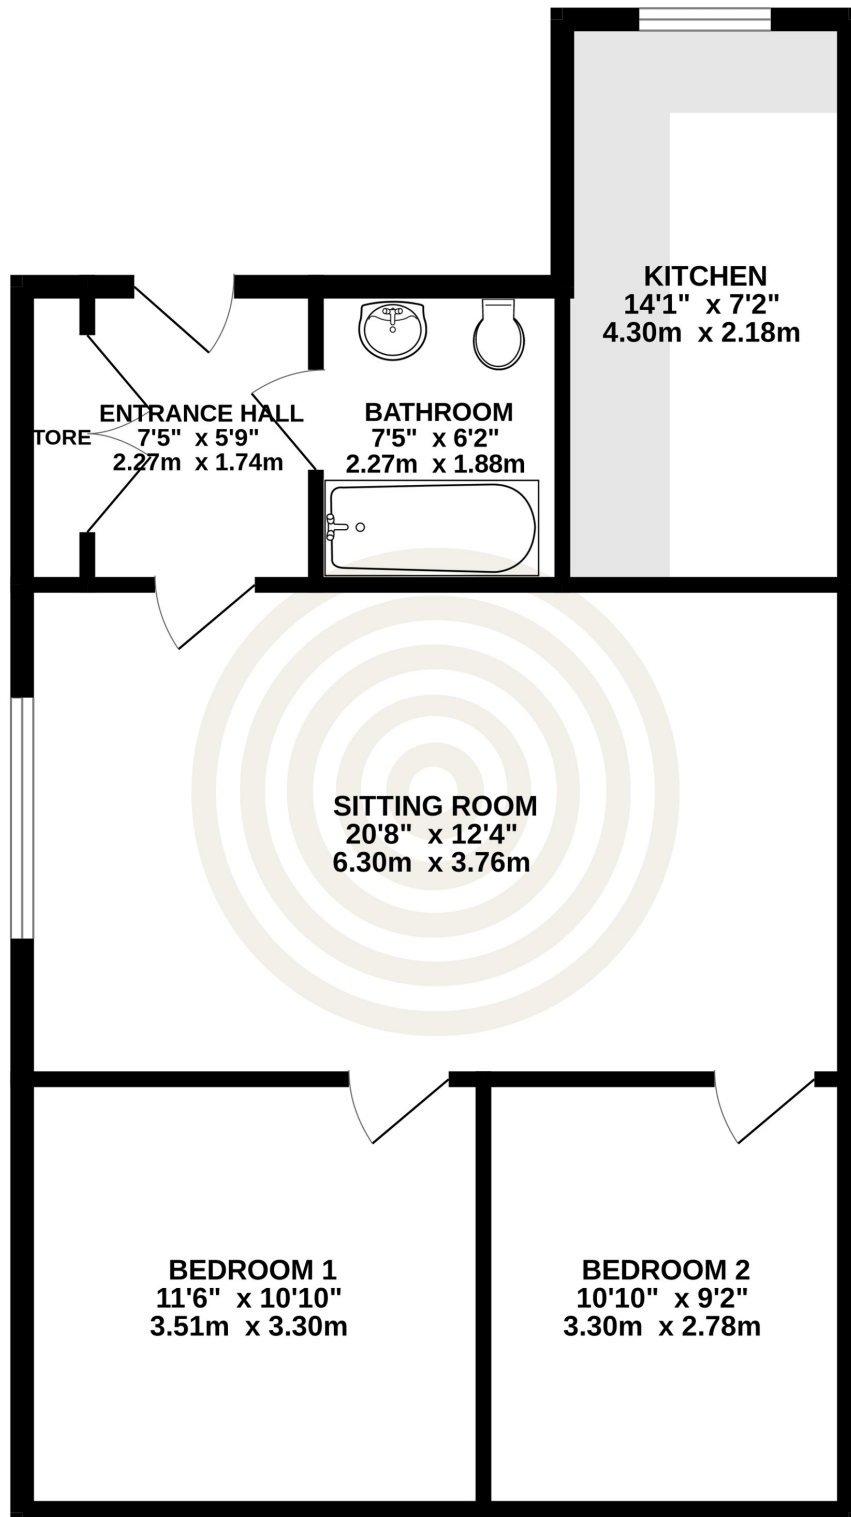 KITCHEN
14'1" x 7'2"
4.30m x 2.18m
ENTRANCE HALL
7'5" x 5'9"
2.27m x 1.74m
TORE
BATHROOM
7'5" x 6'2"
2.27m x 1.88m
SITTING ROOM
20'8" x 12'4"
6.30m x 3.76m
BEDROOM 1
11'6" x 10'10"
3.51m x 3.30m
BEDROOM 2
10'10" x 9'2"
3.30m x 2.78m